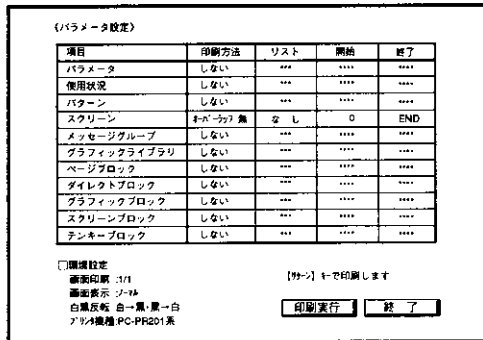 《パラメータ設定》
項目 印刷方法 リスト 開始 終了
パラメータ しない *** **** ****
使用状況 しない *** **** ****
パターン しない *** **** ****
スクリーン オーバーラップ 無 な し 0 END
メッセージグループ しない *** **** ****
グラフィックライブラリ しない *** **** ****
ページブロック しない *** **** ****
ダイレクトブロック しない *** **** ****
グラフィックブロック しない *** **** ****
スクリーンブロック しない *** **** ****
テンキーブロック しない *** **** ****
□環境設定
画面印刷 :1/1
画面表示 :ノーマル
白黒反転 白→黒・黒→白
プリンタ機種:PC-PR201系
【リターン】キーで印刷します
印刷実行 終 了